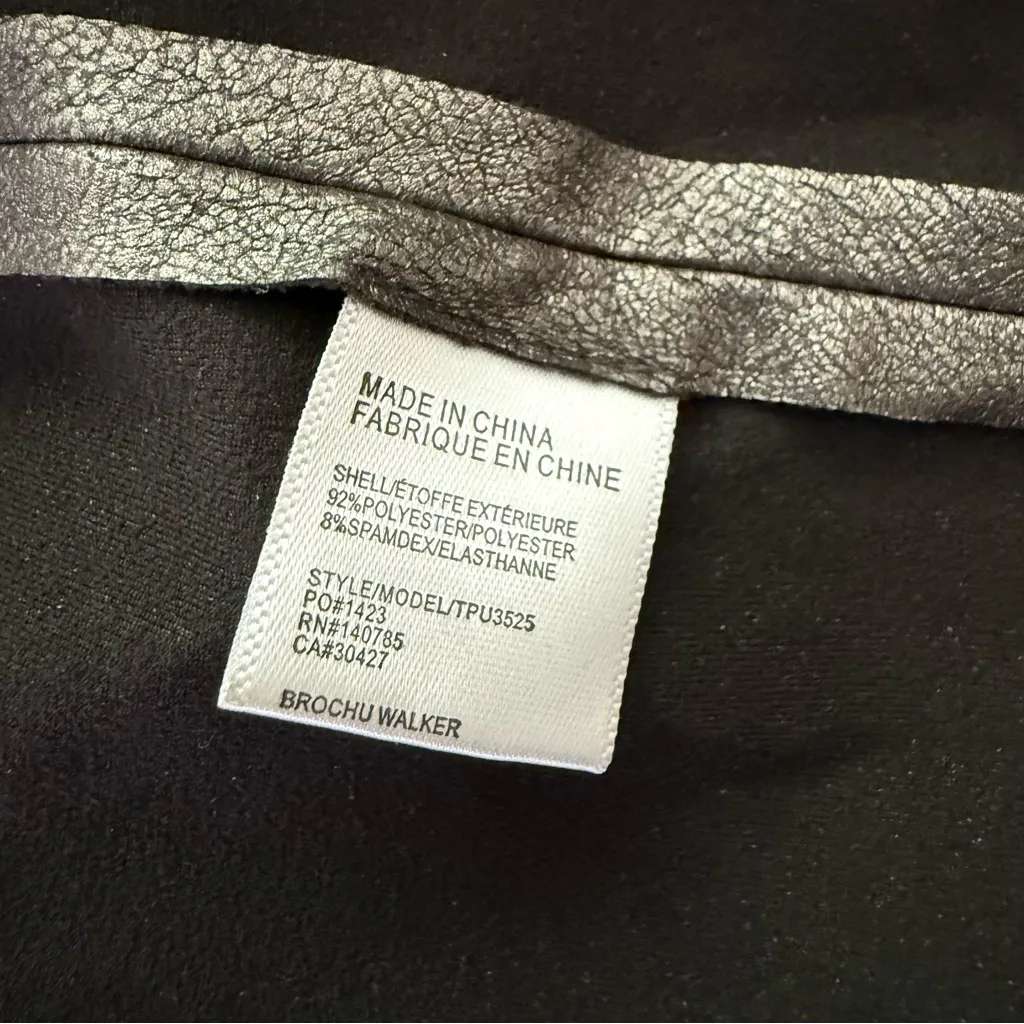 MADE IN CHINA
FABRIQUE EN CHINE
SHELL/ÉTOFFE EXTÉRIEURE
92%POLYESTER/POLYESTER
8%SPAMDEX/ELASTHANNE
STYLE/MODEL/TPU3525
PO#1423
RN#140785
CA#30427
BROCHU WALKER